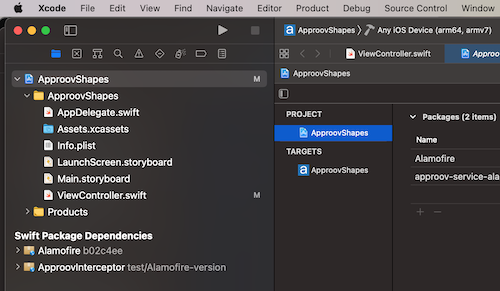 Xcode File Edit View Find Navigate Editor Product Debug Source Control Window
ApproovShapes Any iOS Device (arm64, armv7)
ViewController.swift
ApproovShapes M
ApproovShapes
ApproovShapes
AppDelegate.swift
Assets.xcassets
Info.plist
LaunchScreen.storyboard
Main.storyboard
ViewController.swift M
Products
Swift Package Dependencies
Alamofire b02c4ee
ApproovInterceptor test/Alamofire-version
PROJECT
ApproovShapes
TARGETS
ApproovShapes
Packages (2 items)
Name
Alamofire
approov-service-ala